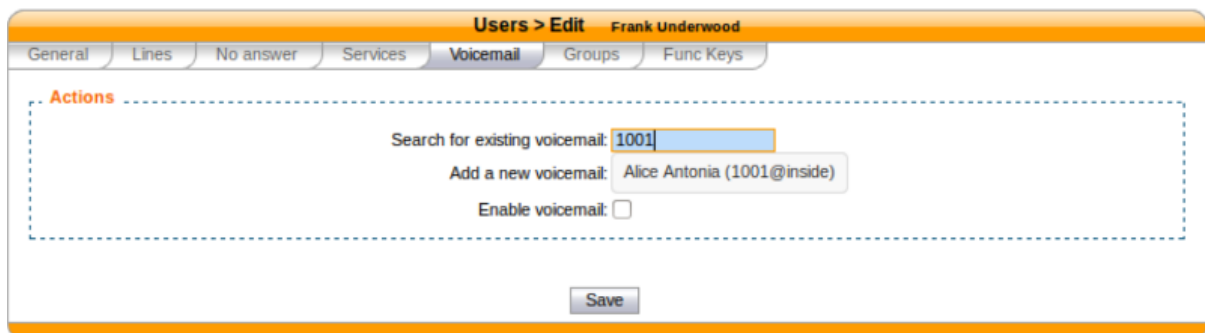 Users > Edit Frank Underwood
General Lines No answer Services Voicemail Groups Func Keys
Actions
Search for existing voicemail: 1001
Add a new voicemail: Alice Antonia (1001@inside)
Enable voicemail:
Save